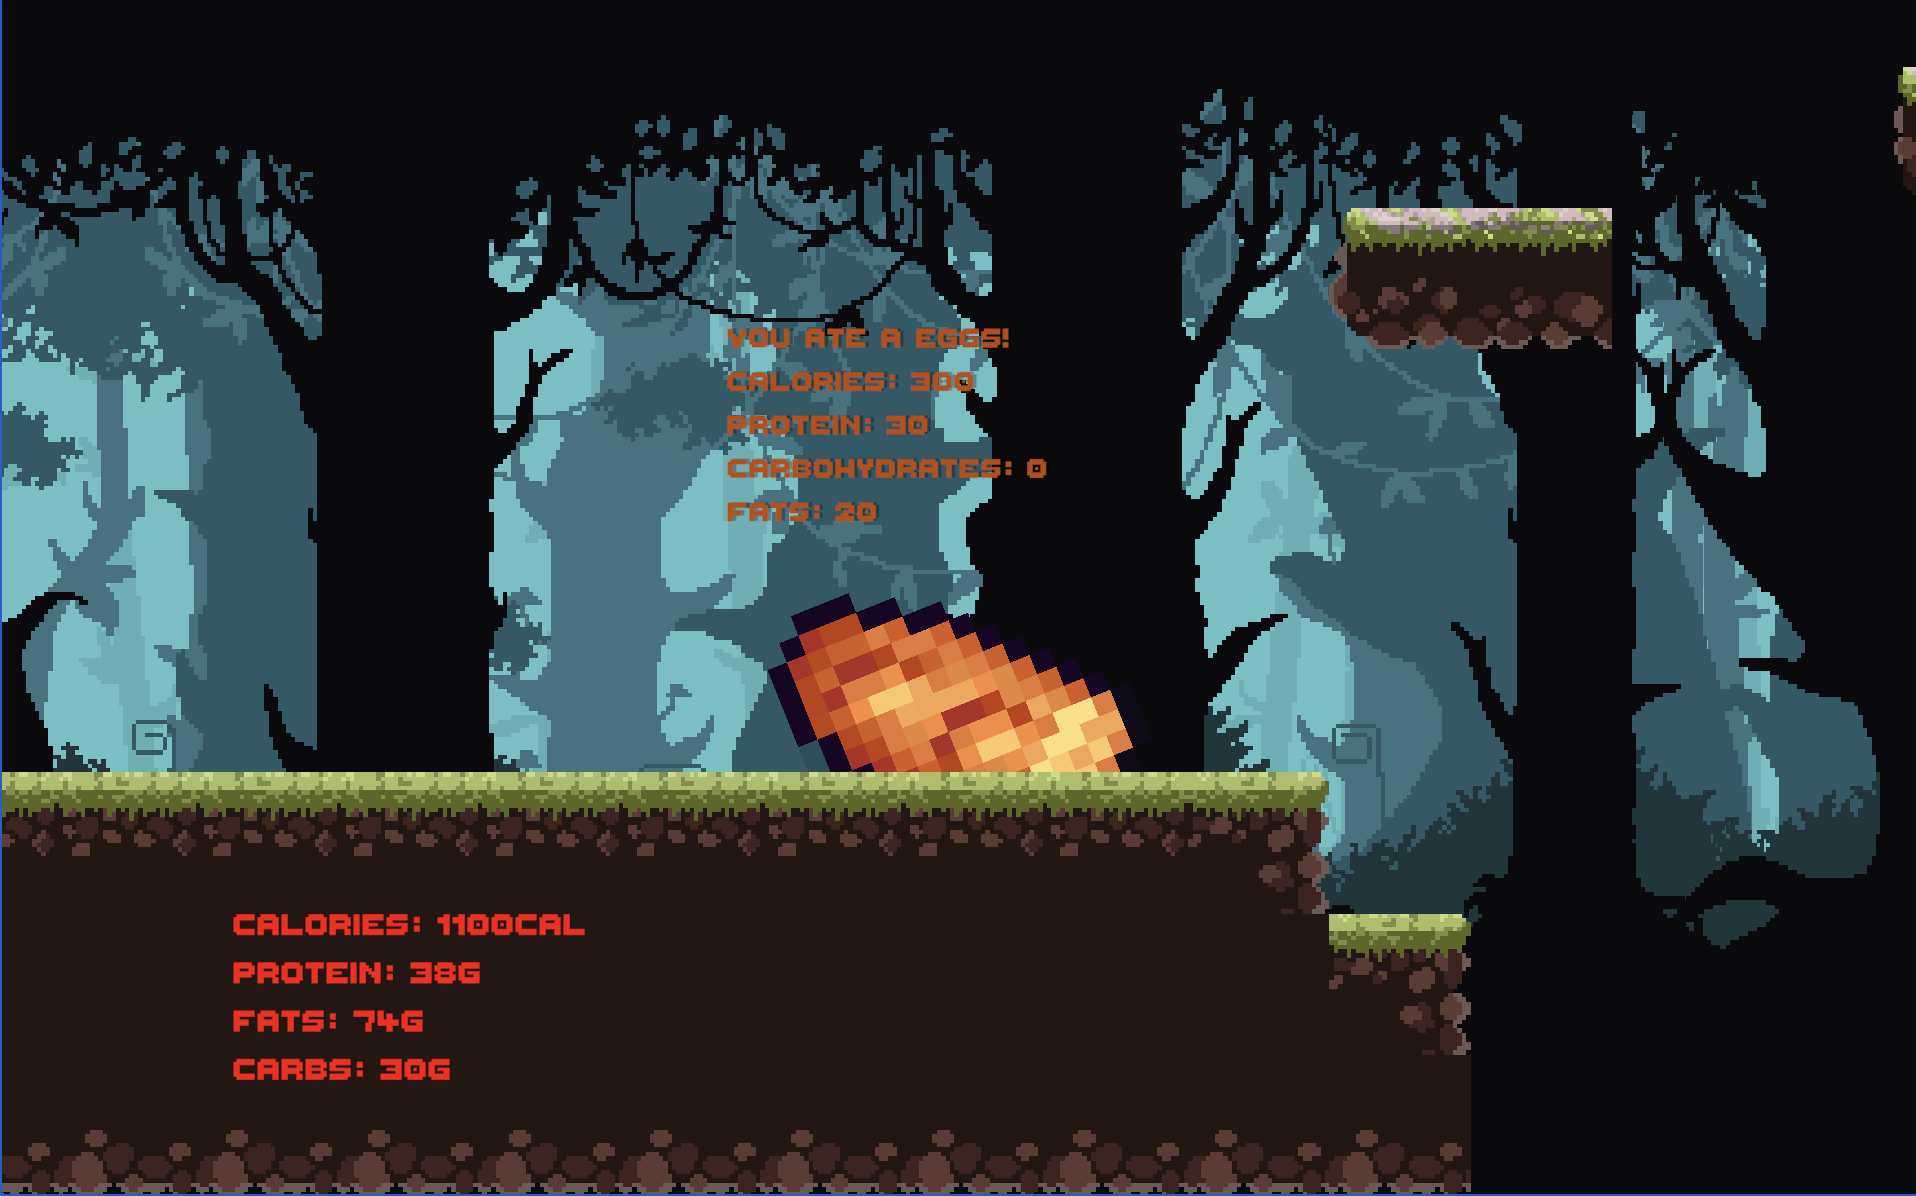 YOU ATE A EGGS!
CALORIES: 300
PROTEIN: 30
CARBOHYDRATES: 0
FATS: 20
CALORIES: 1100CAL
PROTEIN: 38G
FATS: 74G
CARBS: 30G